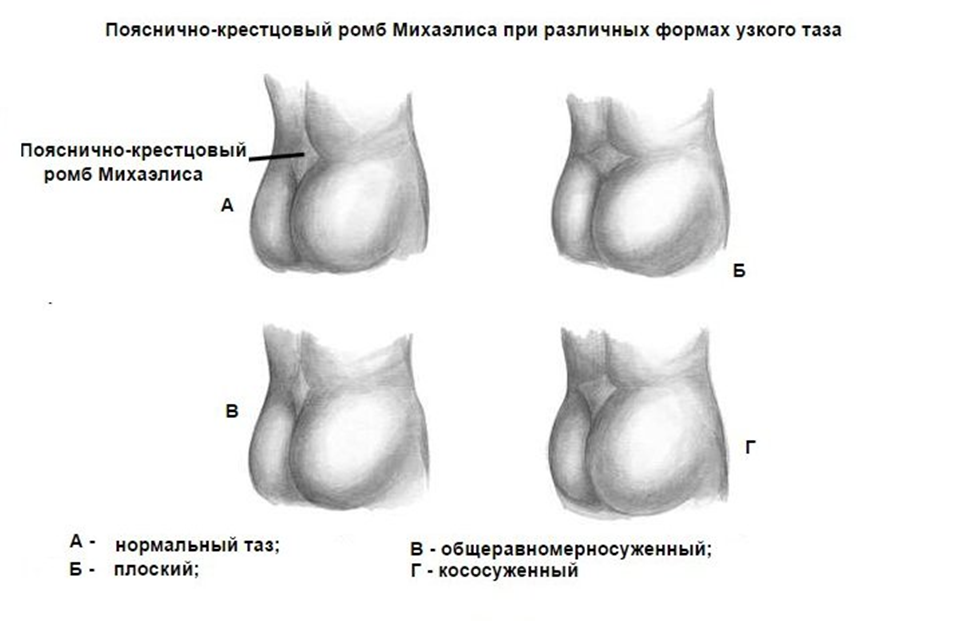 Пояснично-крестцовый ромб Михаэлиса при различных формах узкого таза
Пояснично-крестцовый
ромб Михаэлиса
А
Б
В
Г
А - нормальный таз;
Б - плоский;
В - общеравномерносуженный;
Г - кососуженный